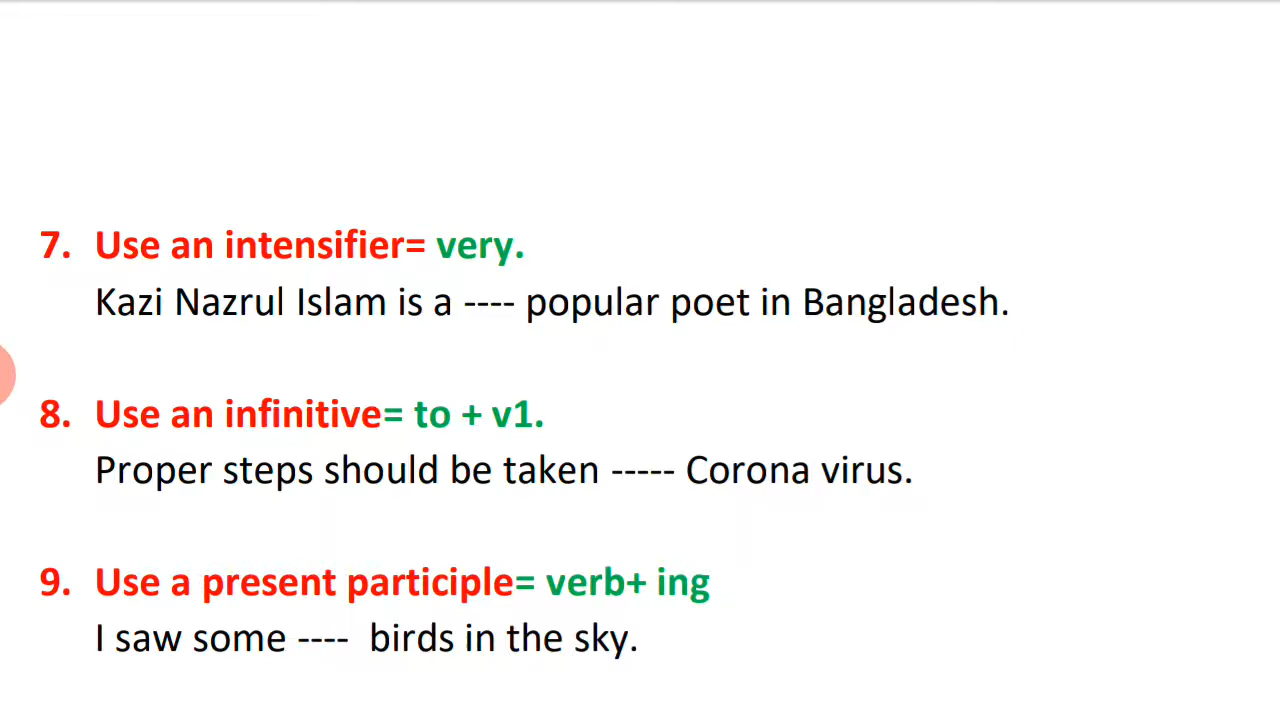 7. Use an intensifier= very.
Kazi Nazrul Islam is a ---- popular poet in Bangladesh.
8. Use an infinitive= to + v1.
Proper steps should be taken ----- Corona virus.
9. Use a present participle= verb+ ing
I saw some ---- birds in the sky.